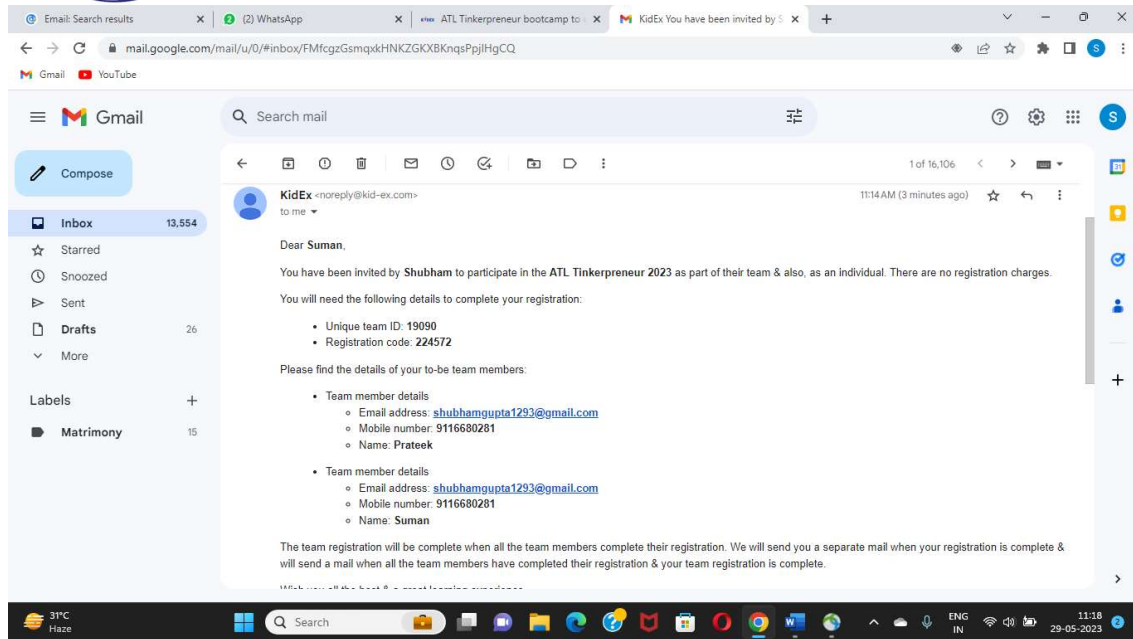 Email: Search results
(2) WhatsApp
ATL Tinkerpreneur bootcamp to
KidEx You have been invited by S
mail.google.com/mail/u/0/#inbox/FMfcgzGsmqxkHNKZGKXBKnqsPpjlHgCQ
Gmail
YouTube
Gmail
Search mail
S
Compose
1 of 16,106
Inbox 13,554
Starred
Snoozed
Sent
Drafts 26
More
Labels
Matrimony 15
KidEx <noreply@kid-ex.com>
11:14 AM (3 minutes ago)
to me
Dear Suman,
You have been invited by Shubham to participate in the ATL Tinkerpreneur 2023 as part of their team & also, as an individual. There are no registration charges.
You will need the following details to complete your registration:
• Unique team ID: 19090
• Registration code: 224572
Please find the details of your to-be team members:
• Team member details
Email address: shubhamgupta1293@gmail.com
Mobile number: 9116680281
Name: Prateek
• Team member details
Email address: shubhamgupta1293@gmail.com
Mobile number: 9116680281
Name: Suman
The team registration will be complete when all the team members complete their registration. We will send you a separate mail when your registration is complete &
will send a mail when all the team members have completed their registration & your team registration is complete.
Wish you all the best & a great learning experience
31°C
Haze
Search
ENG
IN
11:18
29-05-2023
2